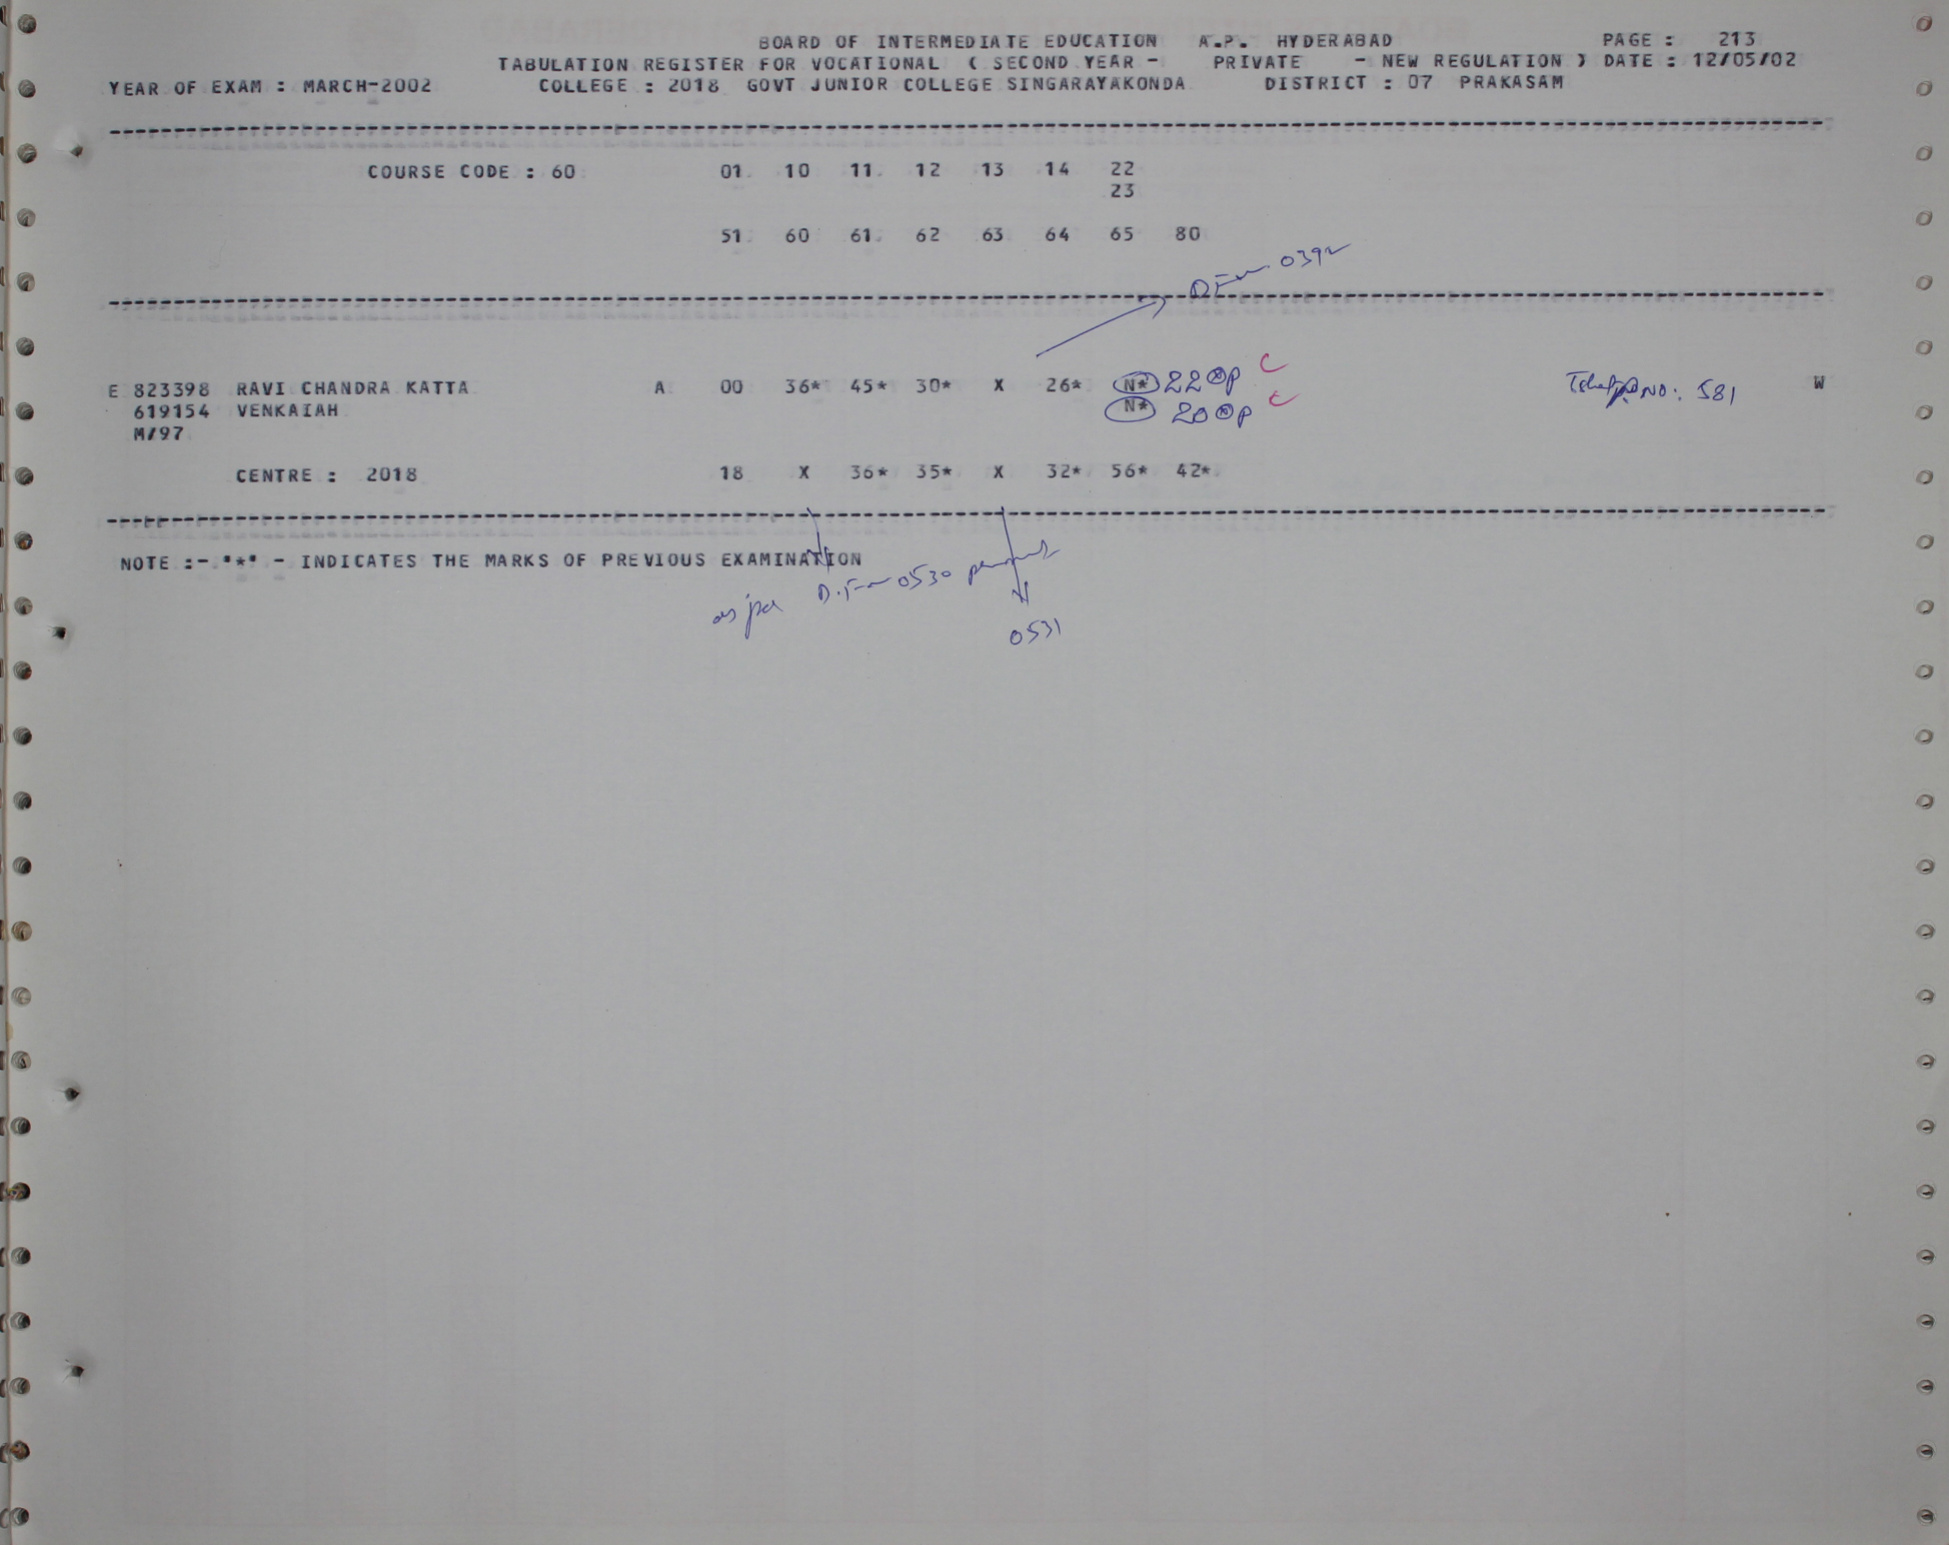 BOARD OF INTERMEDIATE EDUCATION A.P. HYDERABAD PAGE : 213
TABULATION REGISTER FOR VOCATIONAL ( SECOND YEAR - PRIVATE - NEW REGULATION ) DATE : 12/05/02
YEAR OF EXAM : MARCH-2002 COLLEGE : 2018 GOVT JUNIOR COLLEGE SINGARAYAKONDA DISTRICT : 07 PRAKASAM
COURSE CODE : 60 01 10 11 12 13 14 22
23
51 60 61 62 63 64 65 80
0392
E 823398 RAVI CHANDRA KATTA A 00 36* 45* 30* X 26* N* 22 P C NO: 581 W
619154 VENKAIAH N* 20 P C
M/97
CENTRE : 2018 18 X 36* 35* X 32* 56* 42*
NOTE :- "*" - INDICATES THE MARKS OF PREVIOUS EXAMINATION
as per 0530
0531